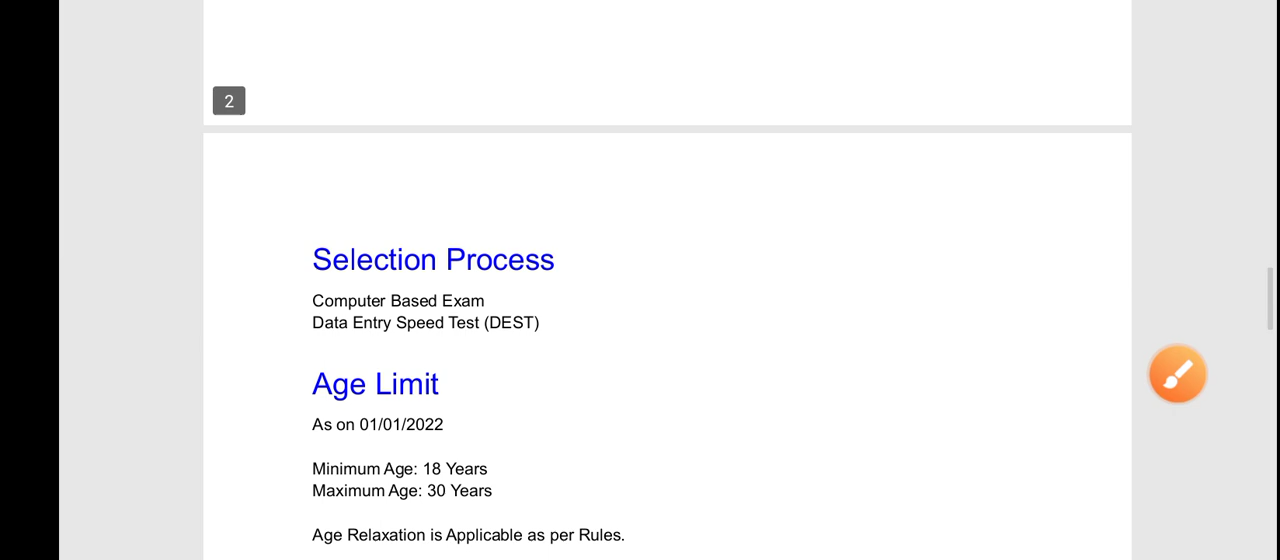 2
Selection Process
Computer Based Exam
Data Entry Speed Test (DEST)
Age Limit
As on 01/01/2022
Minimum Age: 18 Years
Maximum Age: 30 Years
Age Relaxation is Applicable as per Rules.